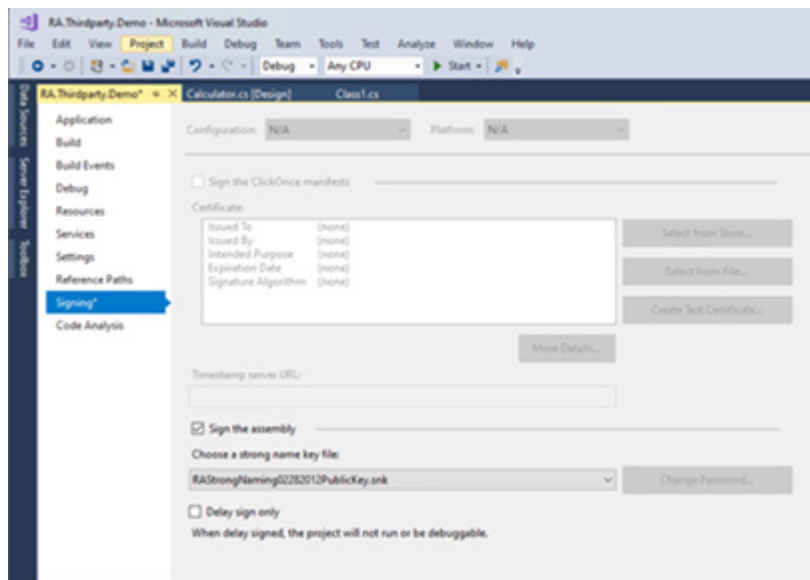 RA.Thirdparty.Demo - Microsoft Visual Studio
File Edit View Project Build Debug Team Tools Test Analyze Window Help
Debug Any CPU Start
RA.Thirdparty.Demo* Calculator.cs [Design] Class1.cs
Data Sources
Server Explorer
Toolbox
Application
Build
Build Events
Debug
Resources
Services
Settings
Reference Paths
Signing*
Code Analysis
Configuration: N/A Platform: N/A
Sign the ClickOnce manifests
Certificate:
Issued To (none)
Issued By (none)
Intended Purpose (none)
Expiration Date (none)
Signature Algorithm (none)
Select from Store...
Select from File...
Create Test Certificate...
More Details...
Timestamp server URL:
Sign the assembly
Choose a strong name key file:
RAStrongNaming02282012PublicKey.snk
Change Password...
Delay sign only
When delay signed, the project will not run or be debuggable.